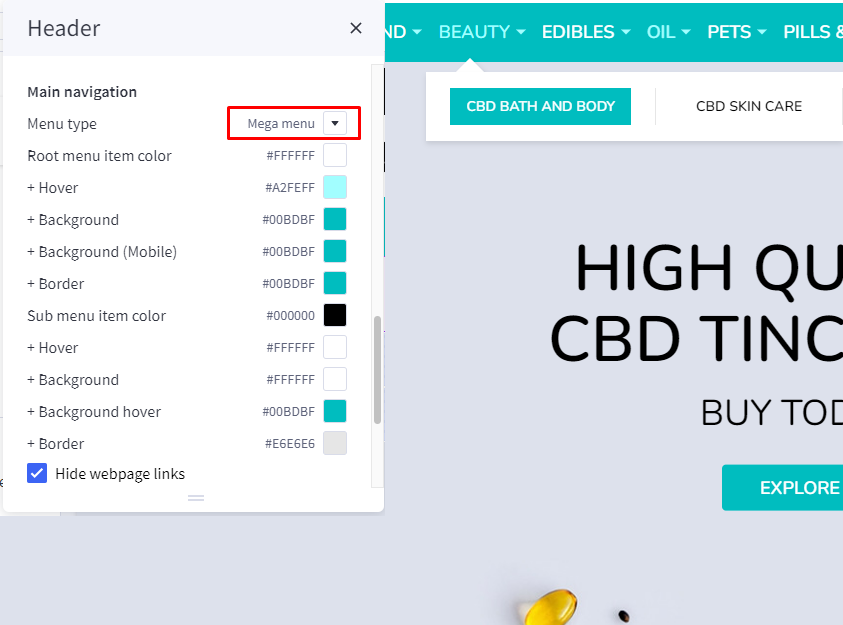 Header
Main navigation
Menu type Mega menu
Root menu item color #FFFFFF
+ Hover #A2FEFF
+ Background #00BDBF
+ Background (Mobile) #00BDBF
+ Border #00BDBF
Sub menu item color #000000
+ Hover #FFFFFF
+ Background #FFFFFF
+ Background hover #00BDBF
+ Border #E6E6E6
Hide webpage links
ND BEAUTY EDIBLES OIL PETS PILLS &
CBD BATH AND BODY CBD SKIN CARE
HIGH QU
CBD TINC
BUY TOD
EXPLORE